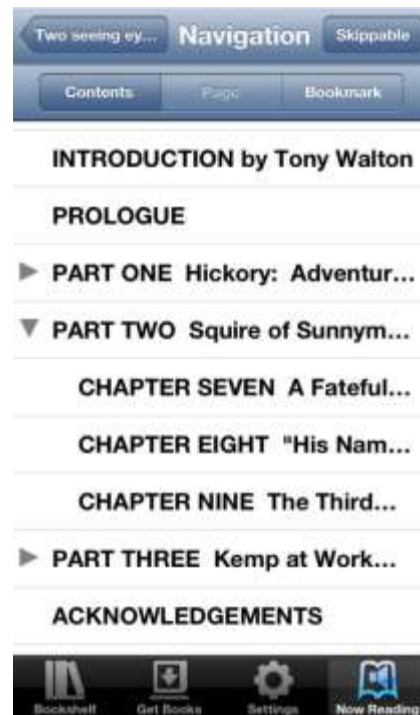 Two seeing ey... Navigation Skippable
Contents Page Bookmark
INTRODUCTION by Tony Walton
PROLOGUE
PART ONE Hickory: Adventur...
PART TWO Squire of Sunnym...
CHAPTER SEVEN A Fateful...
CHAPTER EIGHT "His Nam...
CHAPTER NINE The Third...
PART THREE Kemp at Work...
ACKNOWLEDGEMENTS
Bookshelf Get Books Settings Now Reading